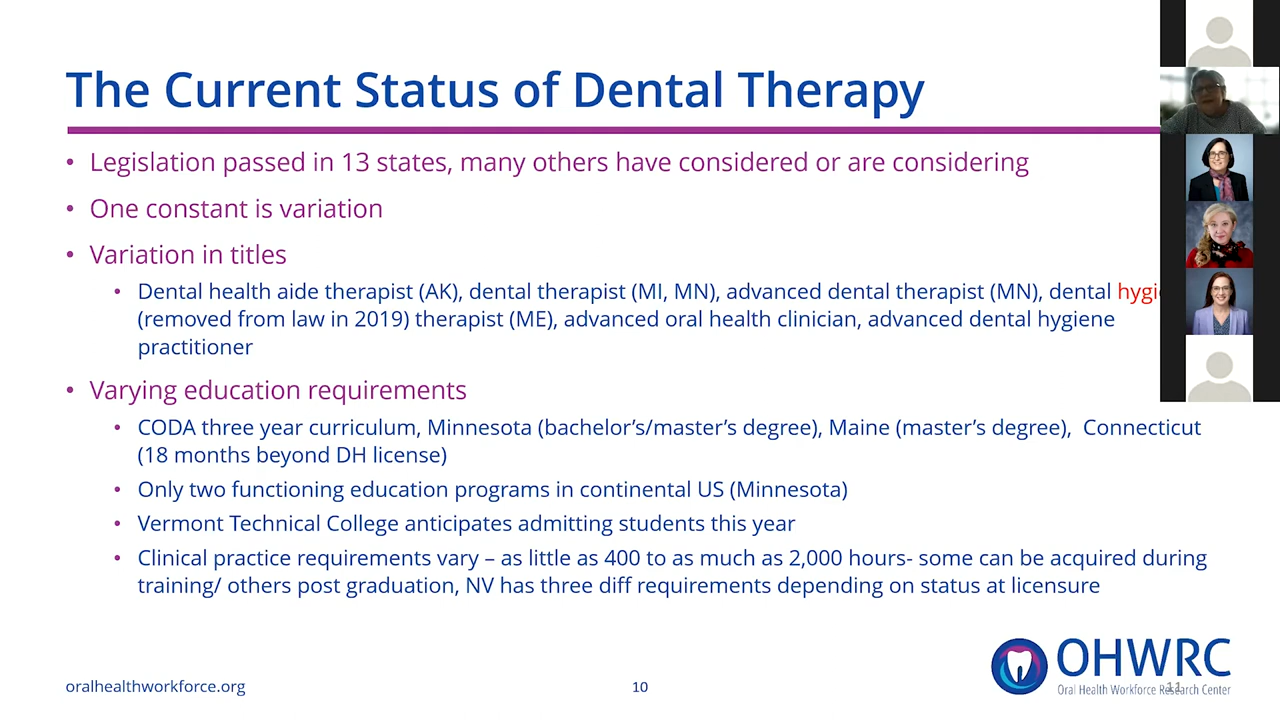 The Current Status of Dental Therapy
• Legislation passed in 13 states, many others have considered or are considering
• One constant is variation
• Variation in titles
• Dental health aide therapist (AK), dental therapist (MI, MN), advanced dental therapist (MN), dental
(removed from law in 2019) therapist (ME), advanced oral health clinician, advanced dental hygiene
practitioner
• Varying education requirements
• CODA three year curriculum, Minnesota (bachelor’s/master’s degree), Maine (master’s degree), Connecticut
(18 months beyond DH license)
• Only two functioning education programs in continental US (Minnesota)
• Vermont Technical College anticipates admitting students this year
• Clinical practice requirements vary – as little as 400 to as much as 2,000 hours- some can be acquired during
training/ others post graduation, NV has three diff requirements depending on status at licensure
OHWRC
Oral Health Workforce Research Center
oralhealthworkforce.org
10
11